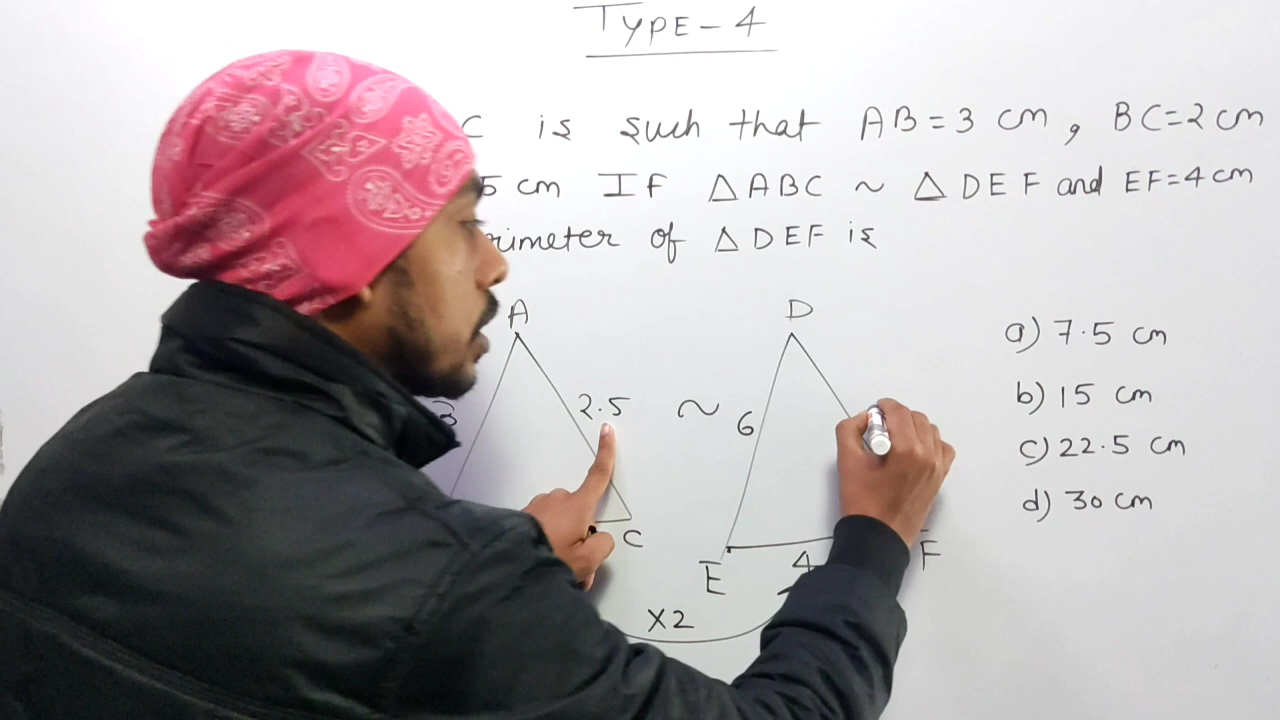 TYPE-4
C is such that AB=3 cm, BC=2 cm
5 cm IF △ABC ~ △DEF and EF=4 cm
of △DEF is
A
D
a) 7.5 cm
b) 15 cm
3
2.5
~
6
c) 22.5 cm
d) 30 cm
C
E
4
F
X2